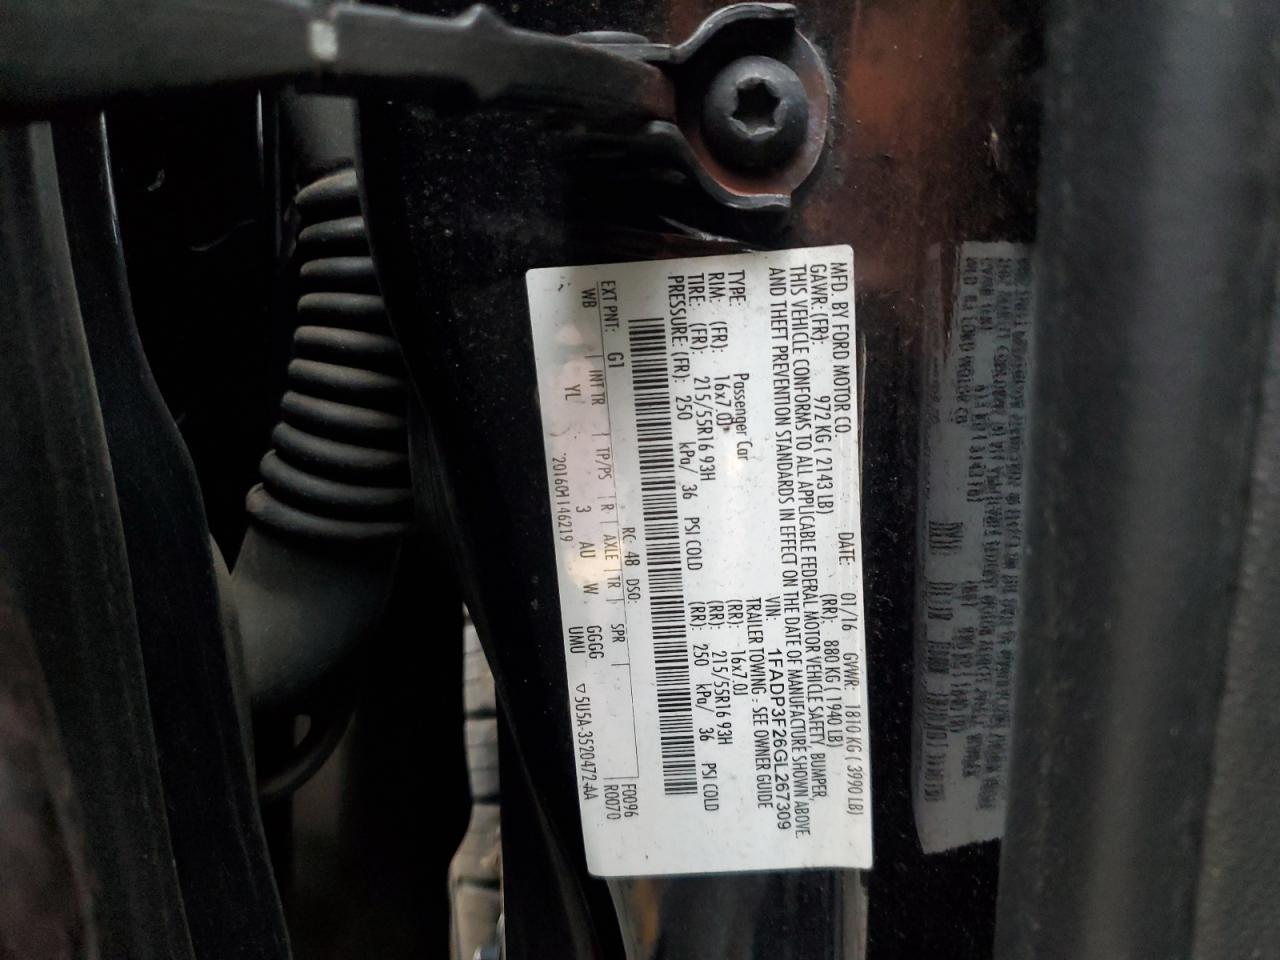 MFD. BY FORD MOTOR CO. DATE: 01/16 GVWR: 1810 KG ( 3990 LB)
GAWR: (FR): 972 KG ( 2143 LB) (RR): 880 KG ( 1940 LB)
THIS VEHICLE CONFORMS TO ALL APPLICABLE FEDERAL MOTOR VEHICLE SAFETY, BUMPER,
AND THEFT PREVENTION STANDARDS IN EFFECT ON THE DATE OF MANUFACTURE SHOWN ABOVE.
VIN: 1FADP3F26GL267309
TYPE: Passenger Car TRAILER TOWING : SEE OWNER GUIDE
RIM: (FR): 16x7.0J (RR): 16x7.0J
TIRE: (FR): 215/55R16 93H (RR): 215/55R16 93H
PRESSURE: (FR): 250 kPa/ 36 PSI COLD (RR): 250 kPa/ 36 PSI COLD
RC: 48 DSO: F0096
EXT PNT: G1 R0070
WB INT TR TP/PS R AXLE TR SPR
YL 3 AU W GGGG
UMU
20160114 6219 ▽ 5U5A-3520472-AA